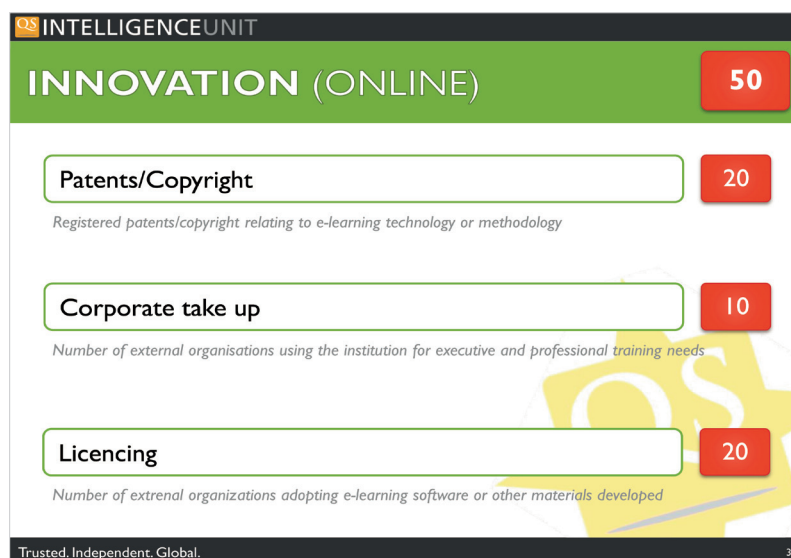 QS INTELLIGENCEUNIT
INNOVATION (ONLINE) 50
Patents/Copyright 20
Registered patents/copyright relating to e-learning technology or methodology
Corporate take up 10
Number of external organisations using the institution for executive and professional training needs
QS
Licencing 20
Number of extrenal organizations adopting e-learning software or other materials developed
Trusted. Independent. Global.